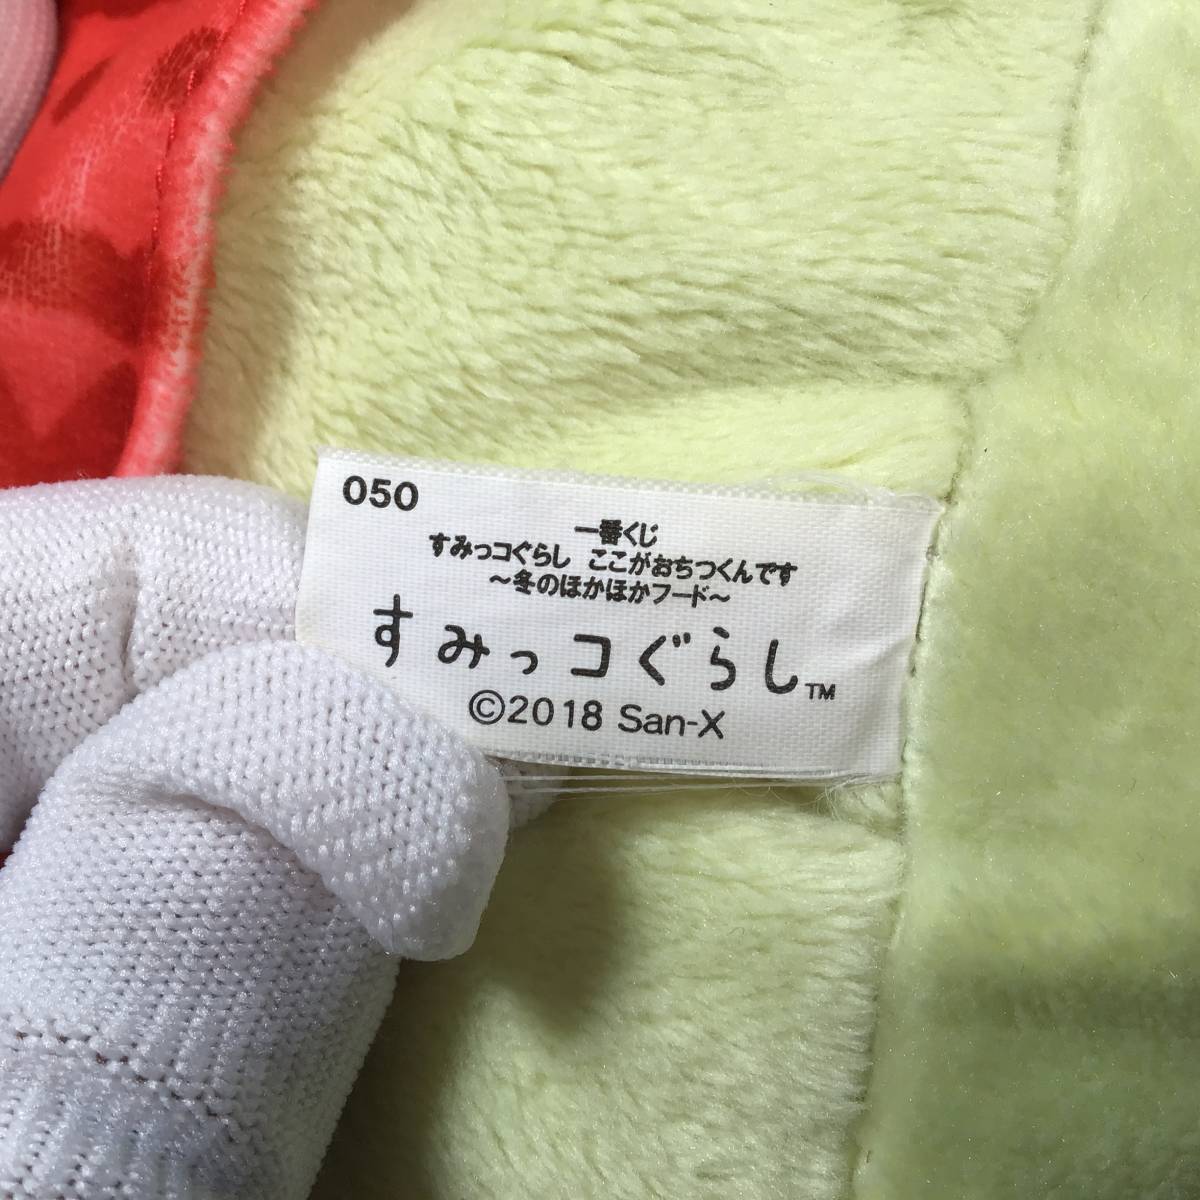 050
一番くじ
すみっコぐらし ここがおちつくんです
～冬のほかほかフード～
すみっコぐらし™
©2018 San-X